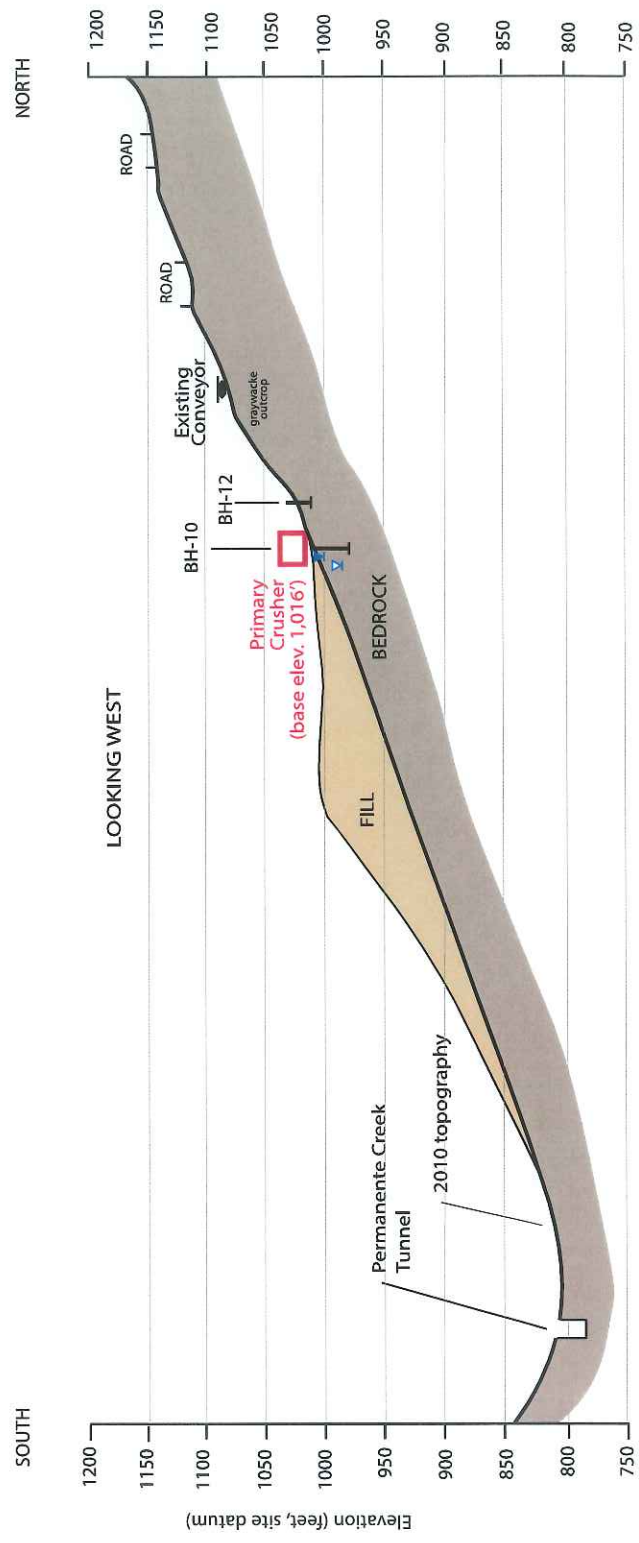 SOUTH
NORTH
LOOKING WEST
1200
1150
1100
1050
1000
950
900
850
800
750
Elevation (feet, site datum)
1200
1150
1100
1050
1000
950
900
850
800
750
Permanente Creek
Tunnel
2010 topography
FILL
BEDROCK
Primary
Crusher
(base elev. 1,016')
BH-10
BH-12
Existing
Conveyor
graywacke
outcrop
ROAD
ROAD